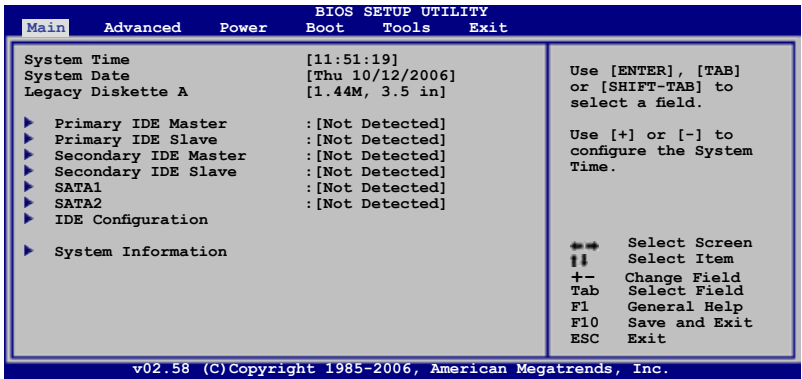 BIOS SETUP UTILITY
Main Advanced Power Boot Tools Exit
System Time [11:51:19]
System Date [Thu 10/12/2006]
Legacy Diskette A [1.44M, 3.5 in]
Primary IDE Master :[Not Detected]
Primary IDE Slave :[Not Detected]
Secondary IDE Master :[Not Detected]
Secondary IDE Slave :[Not Detected]
SATA1 :[Not Detected]
SATA2 :[Not Detected]
IDE Configuration
System Information
Use [ENTER], [TAB]
or [SHIFT-TAB] to
select a field.
Use [+] or [-] to
configure the System
Time.
Select Screen
Select Item
+- Change Field
Tab Select Field
F1 General Help
F10 Save and Exit
ESC Exit
v02.58 (C)Copyright 1985-2006, American Megatrends, Inc.